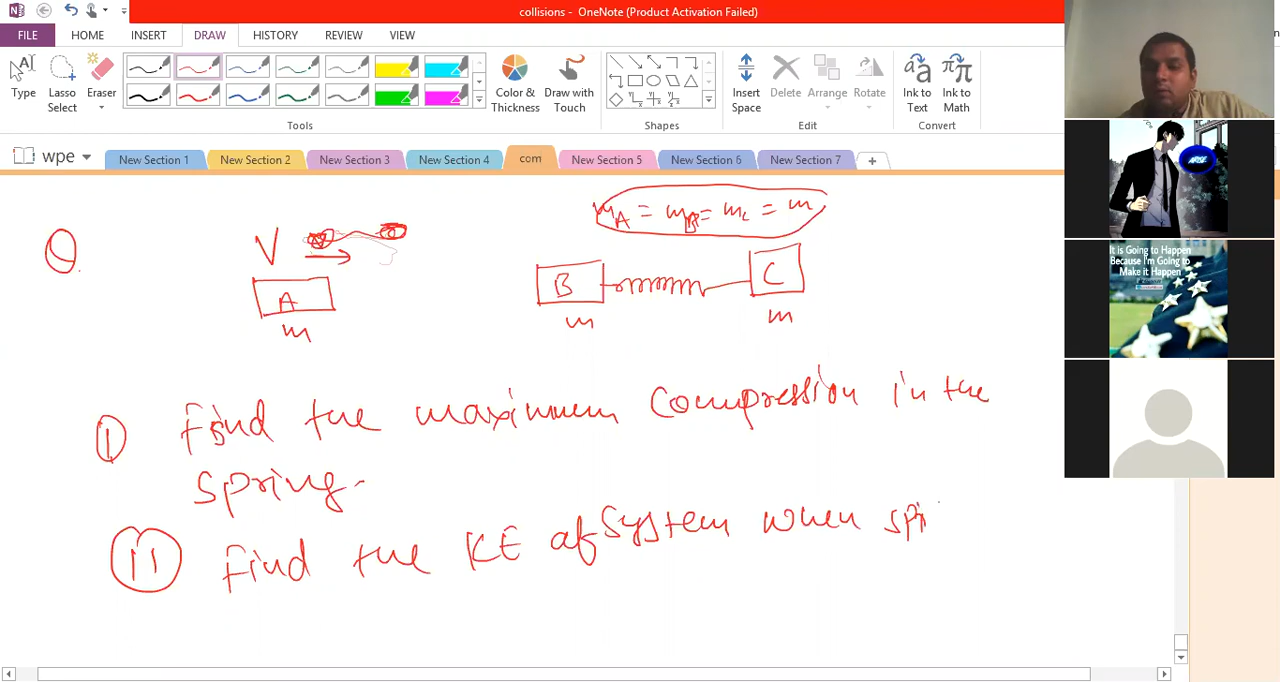 collisions - OneNote (Product Activation Failed)
FILE HOME INSERT DRAW HISTORY REVIEW VIEW
Type
Lasso Select
Eraser
Color & Thickness
Draw with Touch
Insert Space
Delete
Arrange
Rotate
Ink to Text
Ink to Math
Tools
Shapes
Edit
Convert
wpe
New Section 1
New Section 2
New Section 3
New Section 4
com
New Section 5
New Section 6
New Section 7
mA = mB = mC = m
Q
V
A
m
B
m
C
m
I Find the maximum compression in the
spring.
II Find the KE of System when spr
ARISE
It is Going to Happen
Because I'm Going to
Make it Happen